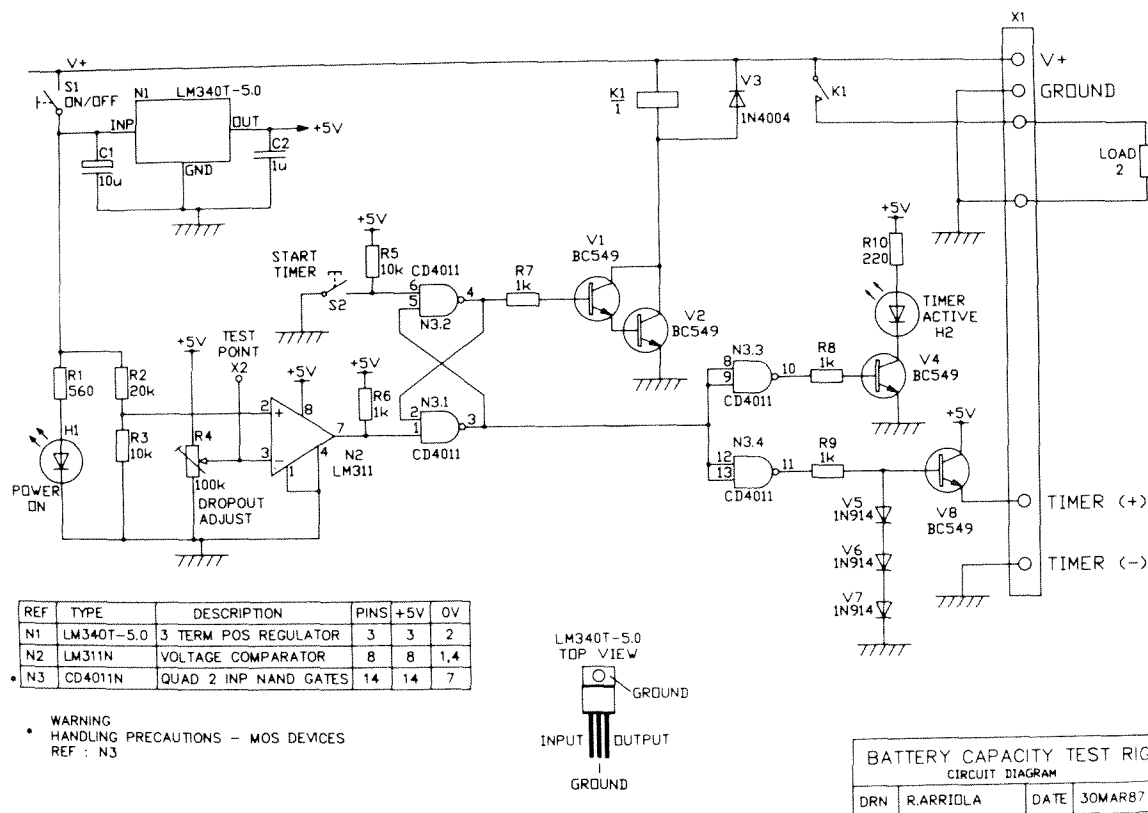 X1
V+
V+
S1
ON/OFF
N1
LM340T-5.0
INP
OUT
+5V
GND
C1
10u
C2
1u
K1
1
V3
1N4004
K1
GROUND
LOAD
2
+5V
R10
220
TIMER
ACTIVE
H2
START
TIMER
S2
+5V
R5
10k
CD4011
6
5
4
N3.2
R7
1k
V1
BC549
V2
BC549
TEST
POINT
X2
+5V
R1
560
R2
20k
H1
POWER
ON
R3
10k
R4
100k
DROPOUT
ADJUST
+5V
2
+
8
3
-
1
4
7
N2
LM311
+5V
R6
1k
N3.1
2
1
3
CD4011
N3.3
8
9
10
CD4011
R8
1k
V4
BC549
N3.4
12
13
11
CD4011
R9
1k
+5V
V8
BC549
V5
1N914
V6
1N914
V7
1N914
TIMER (+)
TIMER (-)
REF TYPE DESCRIPTION PINS +5V 0V
N1 LM340T-5.0 3 TERM POS REGULATOR 3 3 2
N2 LM311N VOLTAGE COMPARATOR 8 8 1,4
* N3 CD4011N QUAD 2 INP NAND GATES 14 14 7
* WARNING
HANDLING PRECAUTIONS - MOS DEVICES
REF : N3
LM340T-5.0
TOP VIEW
GROUND
INPUT
OUTPUT
GROUND
BATTERY CAPACITY TEST RIG
CIRCUIT DIAGRAM
DRN R.ARRIOLA DATE 30MAR87